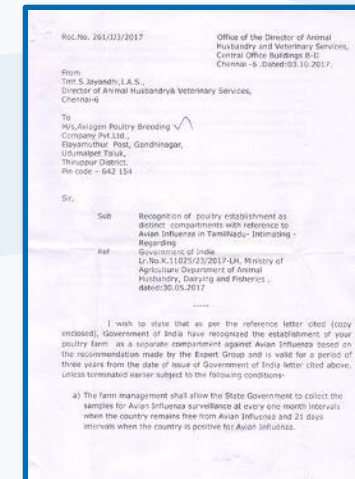 Roc.No. 261/JJ3/2017
Office of the Director of Animal
Husbandry and Veterinary Services,
Central Office Buildings B-II
Chennai -6 .Dated:03.10.2017.
From
Tmt.S.Jayandhi,I.A.S.,
Director of Animal Husbandry& Veterinary Services,
Chennai-6
To
M/s,Aviagen Poultry Breeding
Company Pvt.Ltd.,
Elayamuthur Post, Gandhinagar,
Udumalpet Taluk,
Thiruppur District.
Pin code – 642 154
Sir,
Sub Recognition of poultry establishment as
distinct compartments with reference to
Avian Influenza in TamilNadu- Intimating -
Regarding
Ref Government of India
Lr.No.K.11025/23/2017-LH, Ministry of
Agriculture Department of Animal
Husbandry, Dairying and Fisheries ,
dated:30.05.2017
.....
I wish to state that as per the reference letter cited (copy
enclosed), Government of India have recognized the establishment of your
poultry farm as a separate compartment against Avian Influenza based on
the recommendation made by the Expert Group and is valid for a period of
three years from the date of issue of Government of India letter cited above,
unless terminated earlier subject to the following conditions-
a) The farm management shall allow the State Government to collect the
samples for Avian Influenza surveillance at every one month intervals
when the country remains free from Avian Influenza and 21 days
intervals when the country is positive for Avian Influenza.